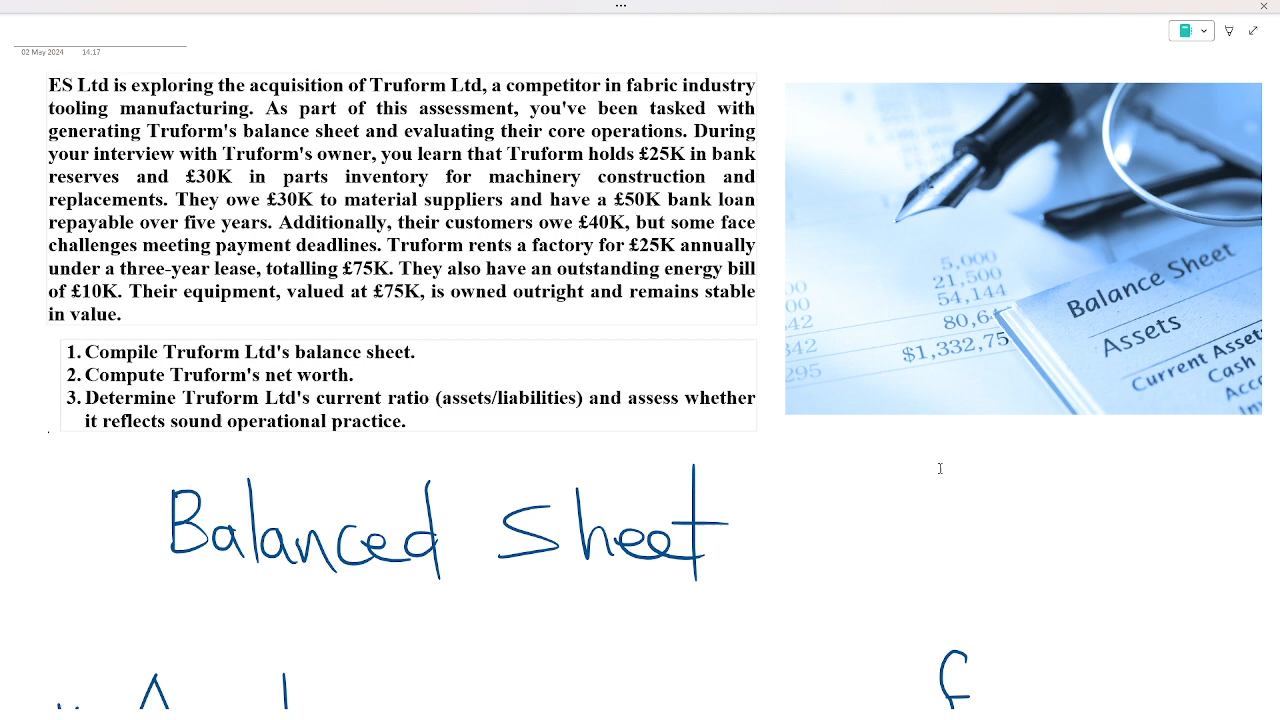 02 May 2024 14:17
ES Ltd is exploring the acquisition of Truform Ltd, a competitor in fabric industry
tooling manufacturing. As part of this assessment, you've been tasked with
generating Truform's balance sheet and evaluating their core operations. During
your interview with Truform's owner, you learn that Truform holds £25K in bank
reserves and £30K in parts inventory for machinery construction and
replacements. They owe £30K to material suppliers and have a £50K bank loan
repayable over five years. Additionally, their customers owe £40K, but some face
challenges meeting payment deadlines. Truform rents a factory for £25K annually
under a three-year lease, totalling £75K. They also have an outstanding energy bill
of £10K. Their equipment, valued at £75K, is owned outright and remains stable
in value.
1. Compile Truform Ltd's balance sheet.
2. Compute Truform's net worth.
3. Determine Truform Ltd's current ratio (assets/liabilities) and assess whether
it reflects sound operational practice.
5,000
21,500
54,144
80,64
$1,332,75
00
00
42
342
295
Balance Sheet
Assets
Current Asset
Cash
Acc
In
Balanced Sheet